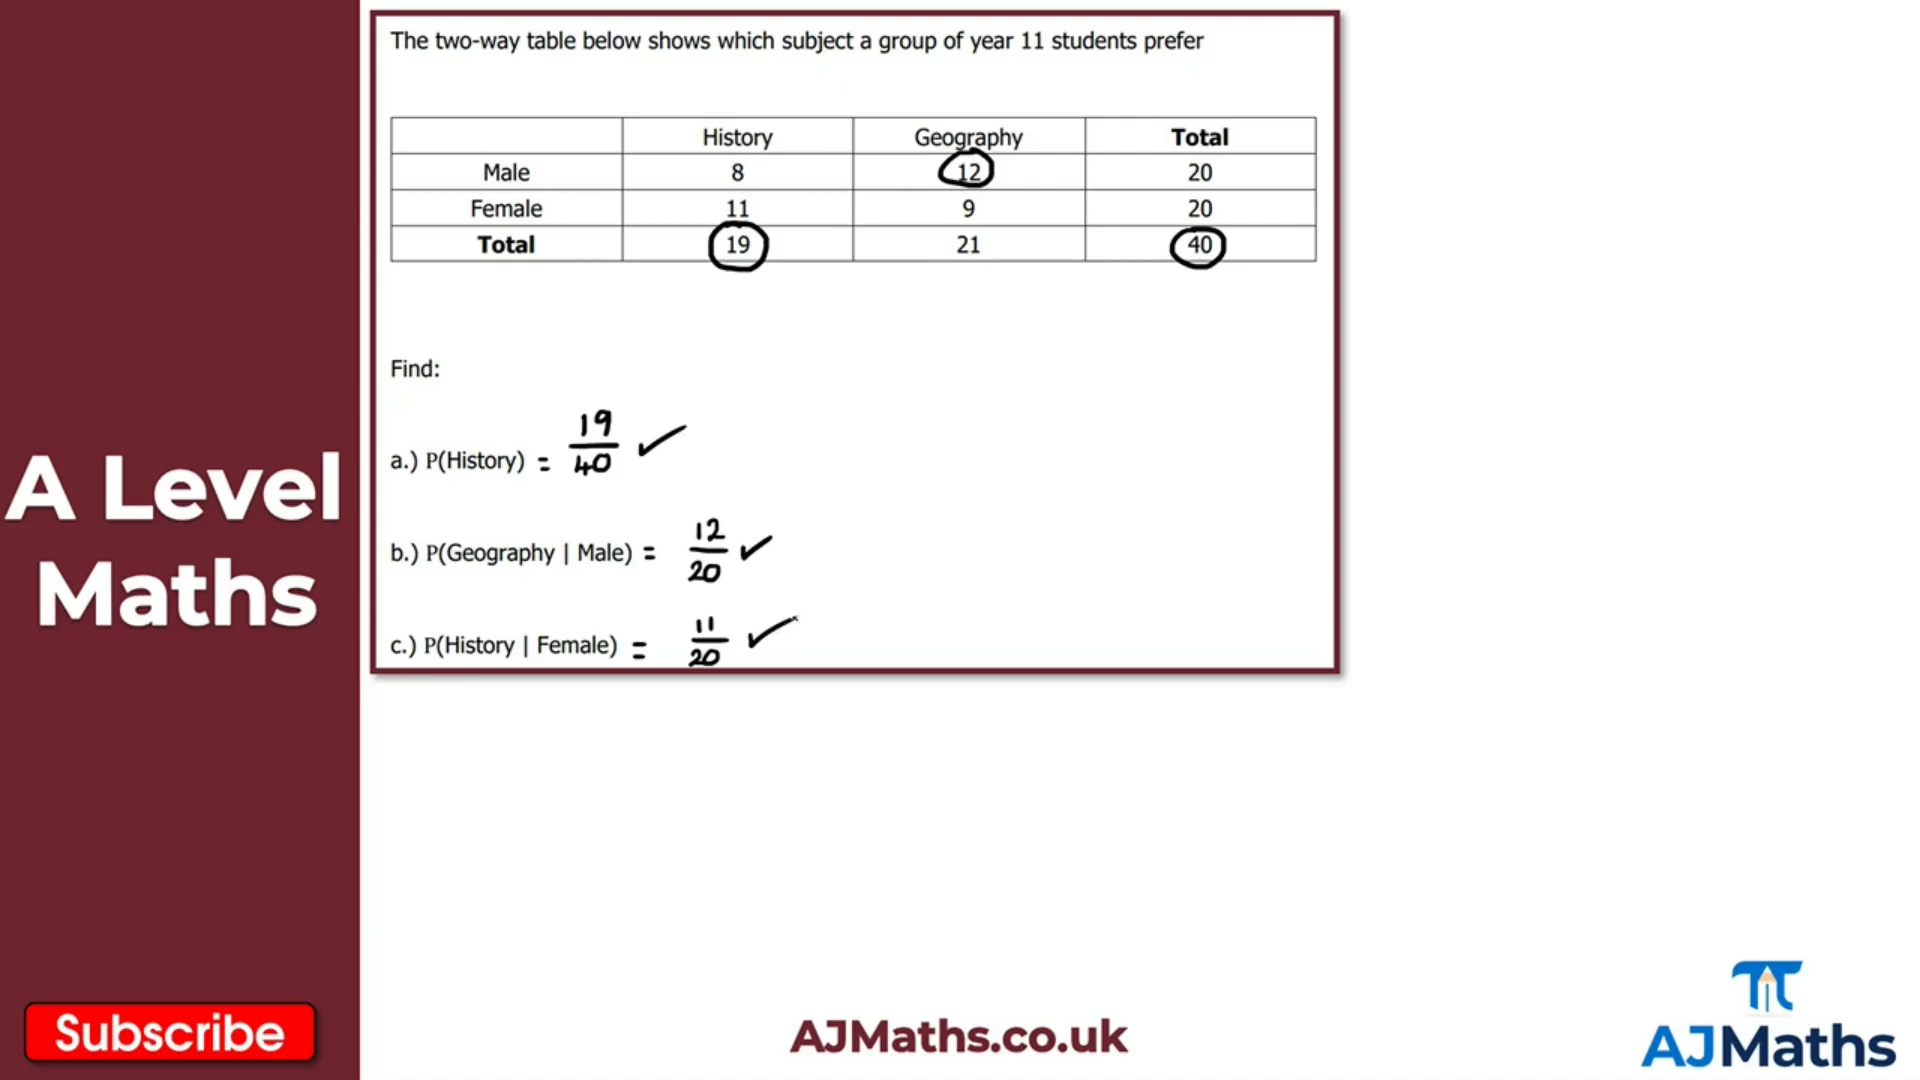 The two-way table below shows which subject a group of year 11 students prefer
History Geography Total
Male 8 12 20
Female 11 9 20
Total 19 21 40
Find:
a.) P(History) = 19/40 ✓
b.) P(Geography | Male) = 12/20 ✓
c.) P(History | Female) = 11/20 ✓
A Level
Maths
Subscribe
AJMaths.co.uk
AJMaths